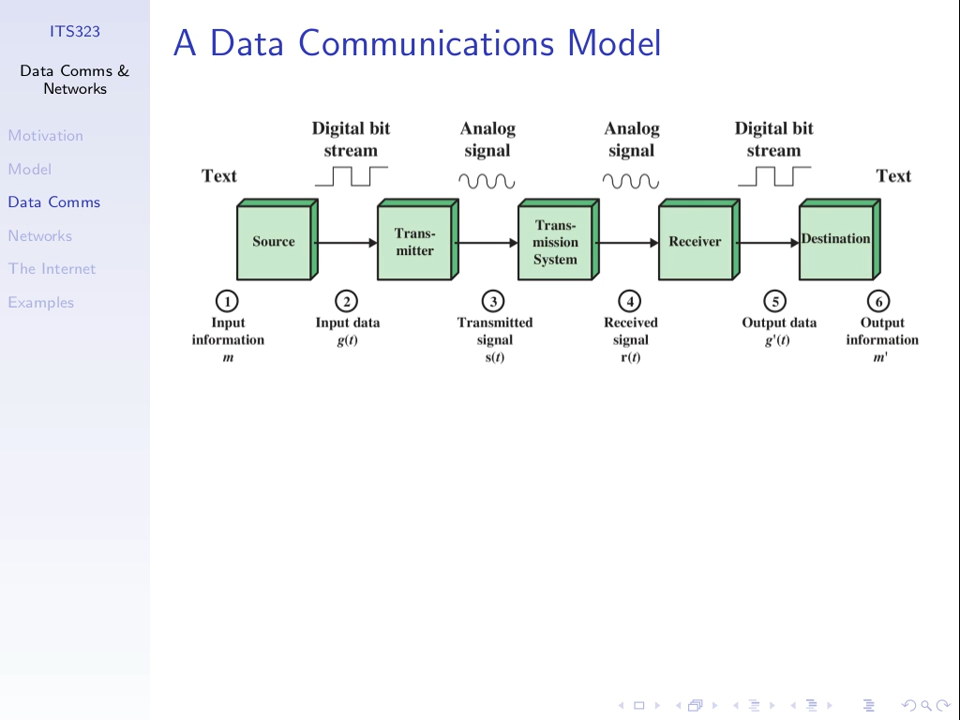 ITS323
Data Comms &
Networks
Motivation
Model
Data Comms
Networks
The Internet
Examples
A Data Communications Model
Text
Digital bit
stream
Analog
signal
Analog
signal
Digital bit
stream
Text
Source
Trans-
mitter
Trans-
mission
System
Receiver
Destination
1
Input
information
m
2
Input data
g(t)
3
Transmitted
signal
s(t)
4
Received
signal
r(t)
5
Output data
g'(t)
6
Output
information
m'